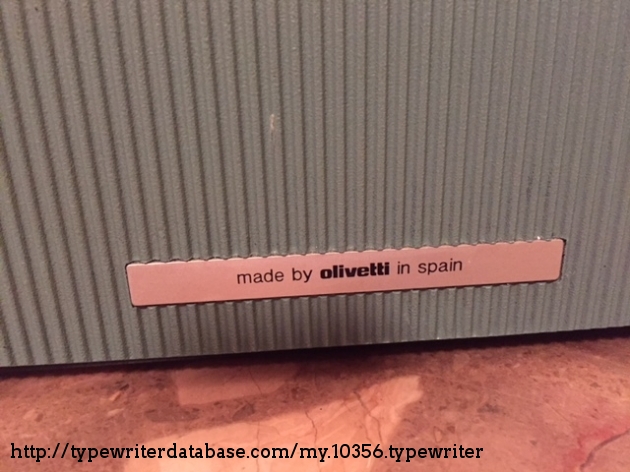 made by olivetti in spain
http://typewriterdatabase.com/my.10356.typewriter